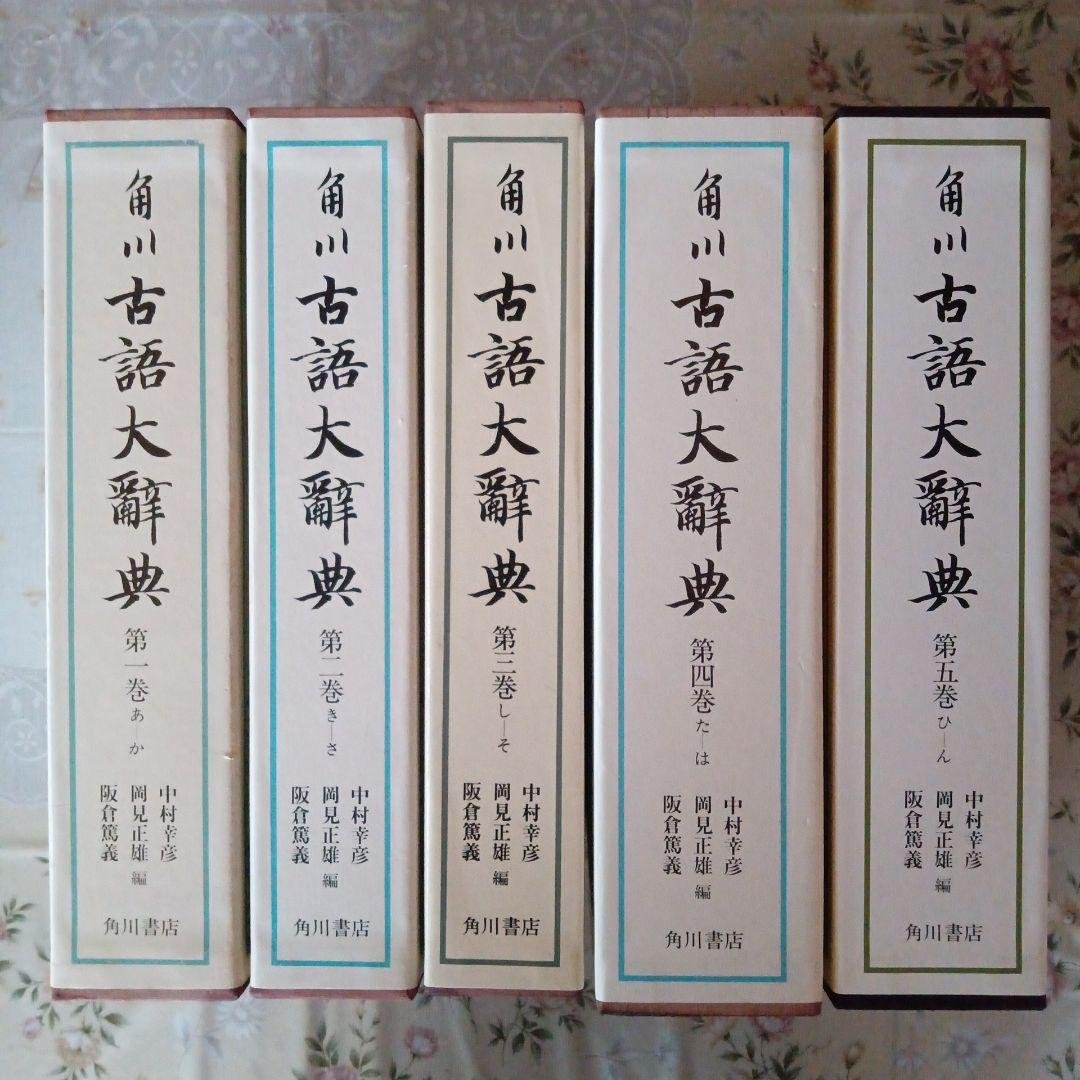 角川古語大辭典
第一巻 あ―か
中村幸彦
岡見正雄 編
阪倉篤義
角川書店
角川古語大辭典
第二巻 き―さ
中村幸彦
岡見正雄 編
阪倉篤義
角川書店
角川古語大辭典
第三巻 し―そ
中村幸彦
岡見正雄 編
阪倉篤義
角川書店
角川古語大辭典
第四巻 た―は
中村幸彦
岡見正雄 編
阪倉篤義
角川書店
角川古語大辭典
第五巻 ひ―ん
中村幸彦
岡見正雄 編
阪倉篤義
角川書店